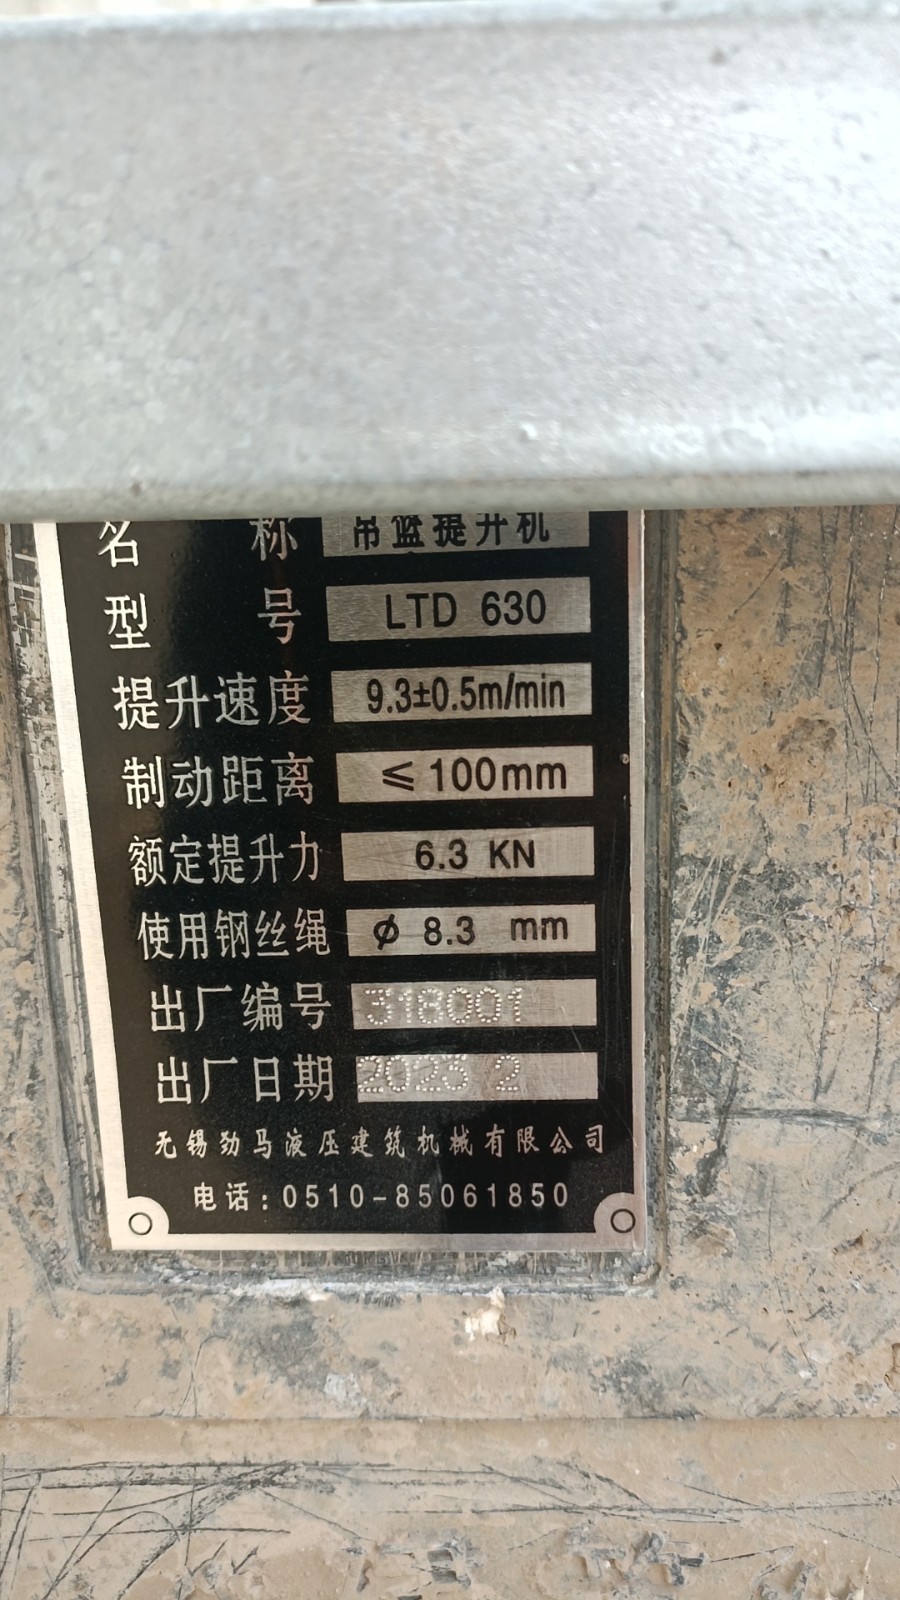 名称 吊篮提升机
型号 LTD 630
提升速度 9.3±0.5m/min
制动距离 ≤100mm
额定提升力 6.3 KN
使用钢丝绳 φ 8.3 mm
出厂编号 318001
出厂日期 2023 2
无锡劲马液压建筑机械有限公司
电话：0510-85061850